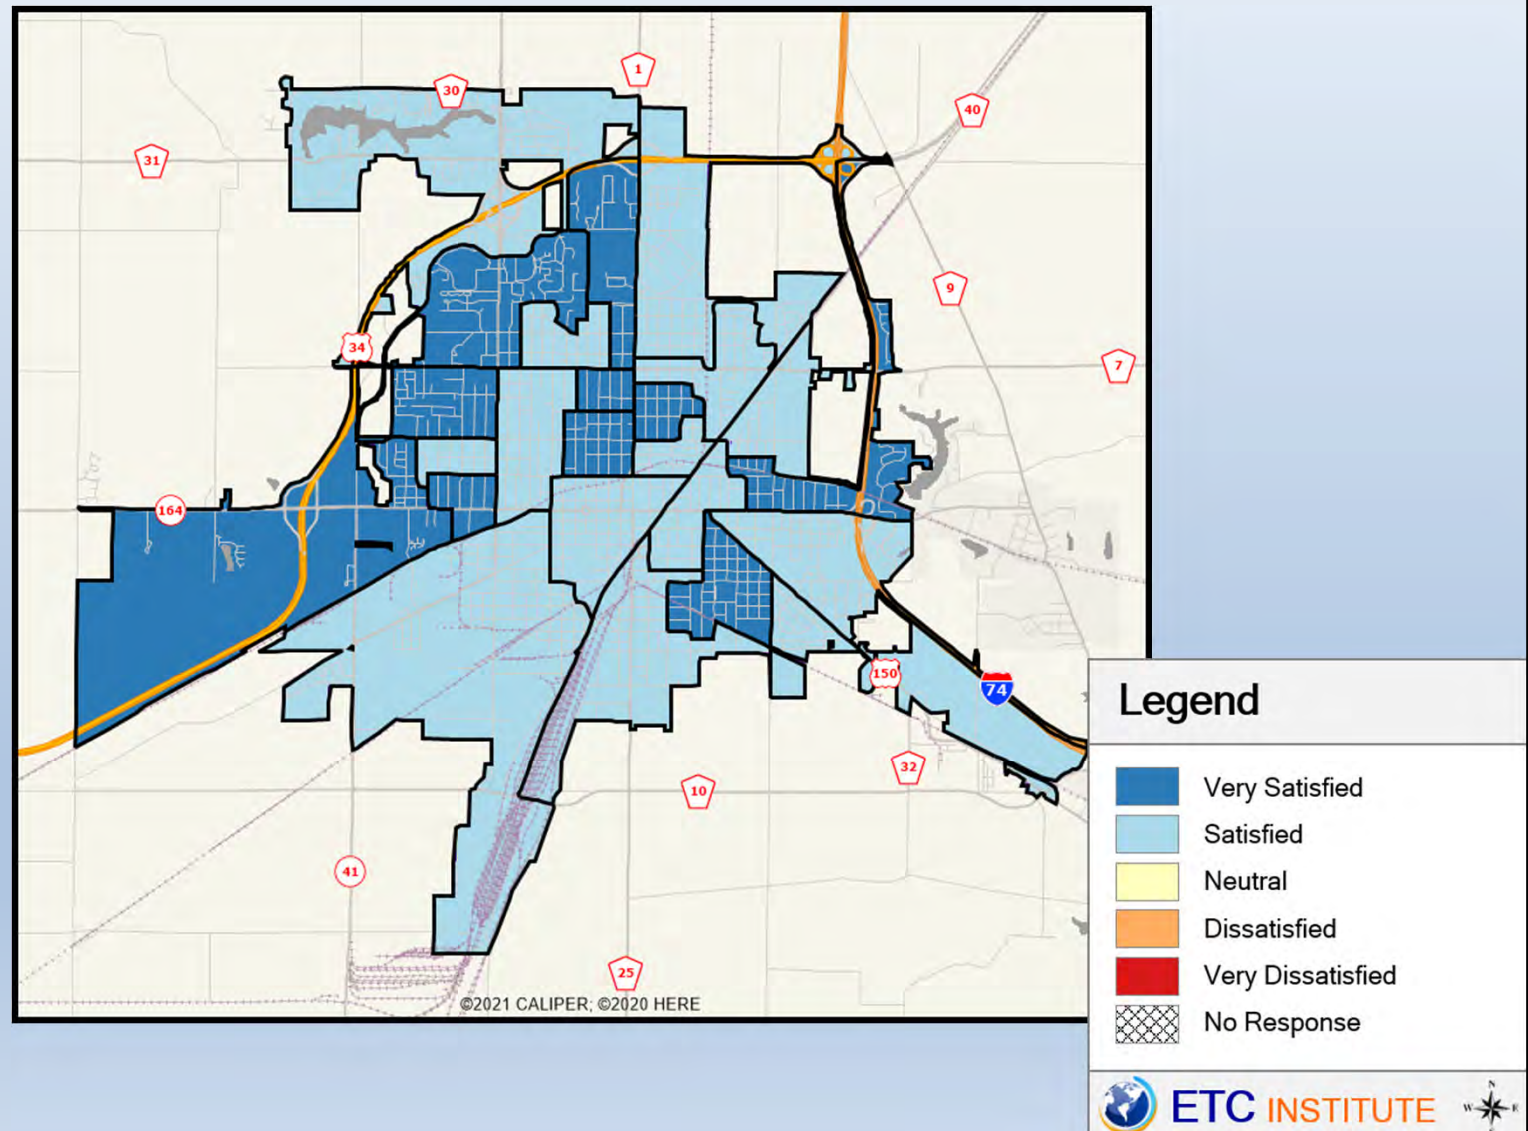 1
30
40
31
9
34
7
164
150
74
32
10
41
25
©2021 CALIPER; ©2020 HERE
Legend
Very Satisfied
Satisfied
Neutral
Dissatisfied
Very Dissatisfied
No Response
ETC INSTITUTE
N
W E